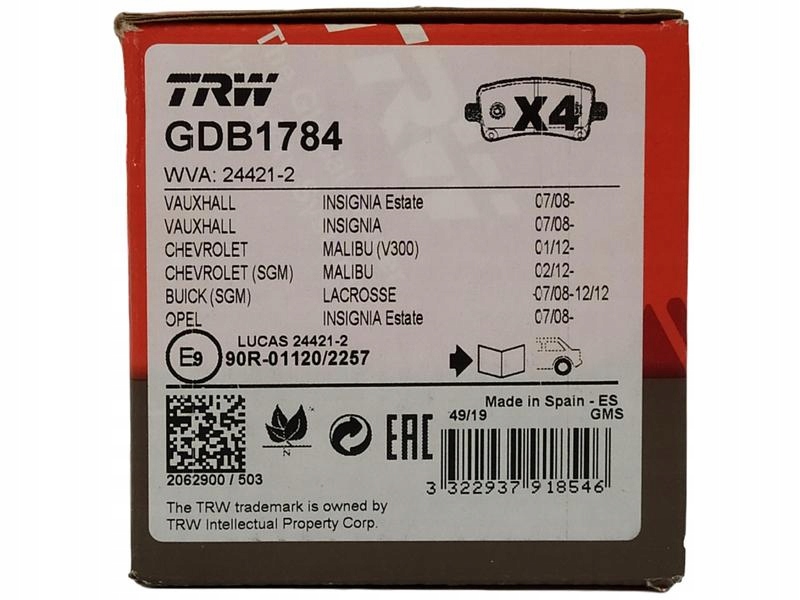 TRW
X4
GDB1784
WVA: 24421-2
VAUXHALL INSIGNIA Estate 07/08-
VAUXHALL INSIGNIA 07/08-
CHEVROLET MALIBU (V300) 01/12-
CHEVROLET (SGM) MALIBU 02/12-
BUICK (SGM) LACROSSE -07/08-12/12
OPEL INSIGNIA Estate 07/08-
LUCAS 24421-2
E9 90R-01120/2257
Made in Spain - ES
49/19 GMS
N
EAC
2062900 / 503
3 322937 918546
The TRW trademark is owned by
TRW Intellectual Property Corp.